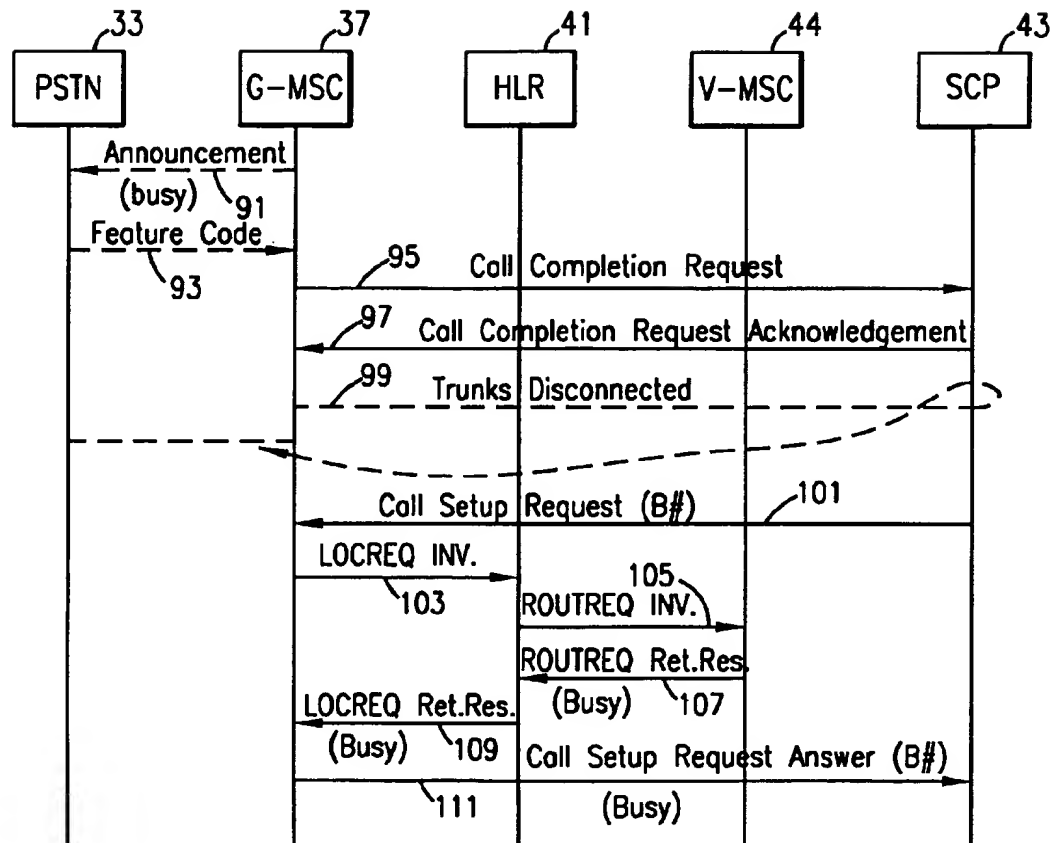 33 37 41 44 43
PSTN G-MSC HLR V-MSC SCP
Announcement
(busy) 91
Feature Code
93
95 Call Completion Request
97 Call Completion Request Acknowledgement
99 Trunks Disconnected
Call Setup Request (B#) 101
LOCREQ INV.
103
105
ROUTREQ INV.
ROUTREQ Ret.Res.
(Busy) 107
LOCREQ Ret.Res.
(Busy) 109
Call Setup Request Answer (B#)
111 (Busy)